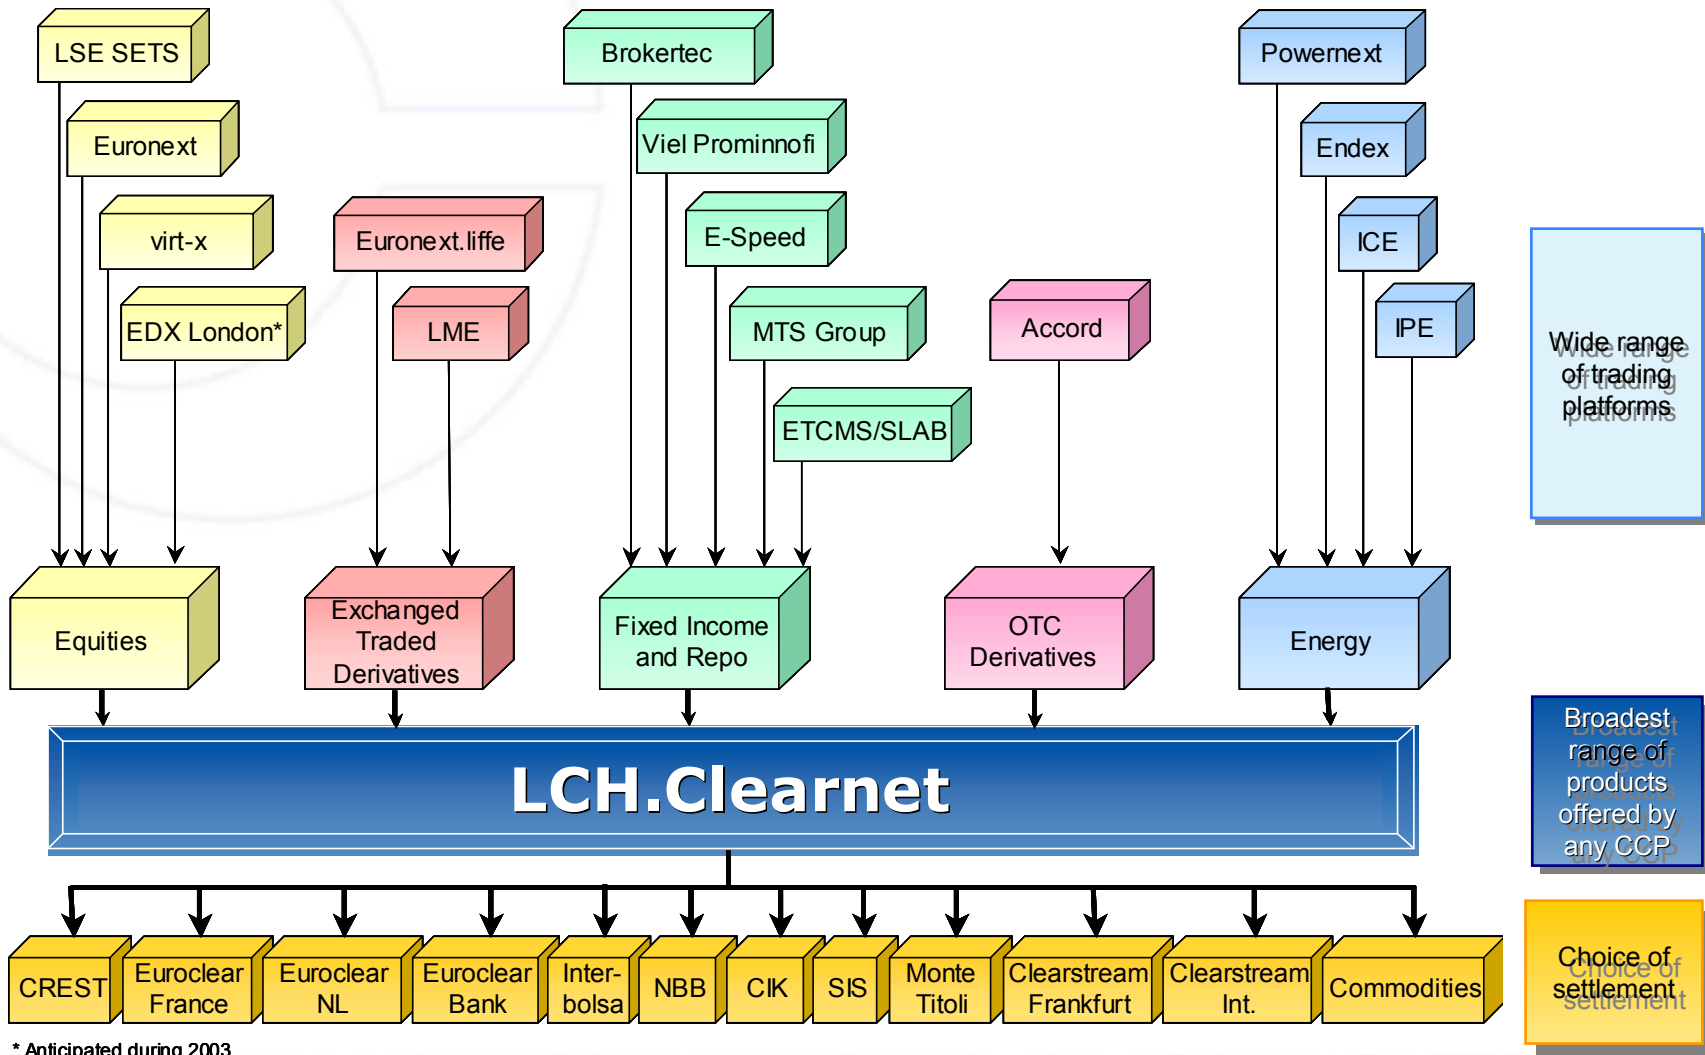 LSE SETS
Brokertec
Powernext
Euronext
Viel Prominnofi
Endex
virt-x
Euronext.liffe
E-Speed
ICE
EDX London*
LME
MTS Group
Accord
IPE
ETCMS/SLAB
Wide range
of trading
platforms
Equities
Exchanged
Traded
Derivatives
Fixed Income
and Repo
OTC
Derivatives
Energy
LCH.Clearnet
Broadest
range of
products
offered by
any CCP
CREST
Euroclear
France
Euroclear
NL
Euroclear
Bank
Inter-
bolsa
NBB
CIK
SIS
Monte
Titoli
Clearstream
Frankfurt
Clearstream
Int.
Commodities
Choice of
settlement
* Anticipated during 2003